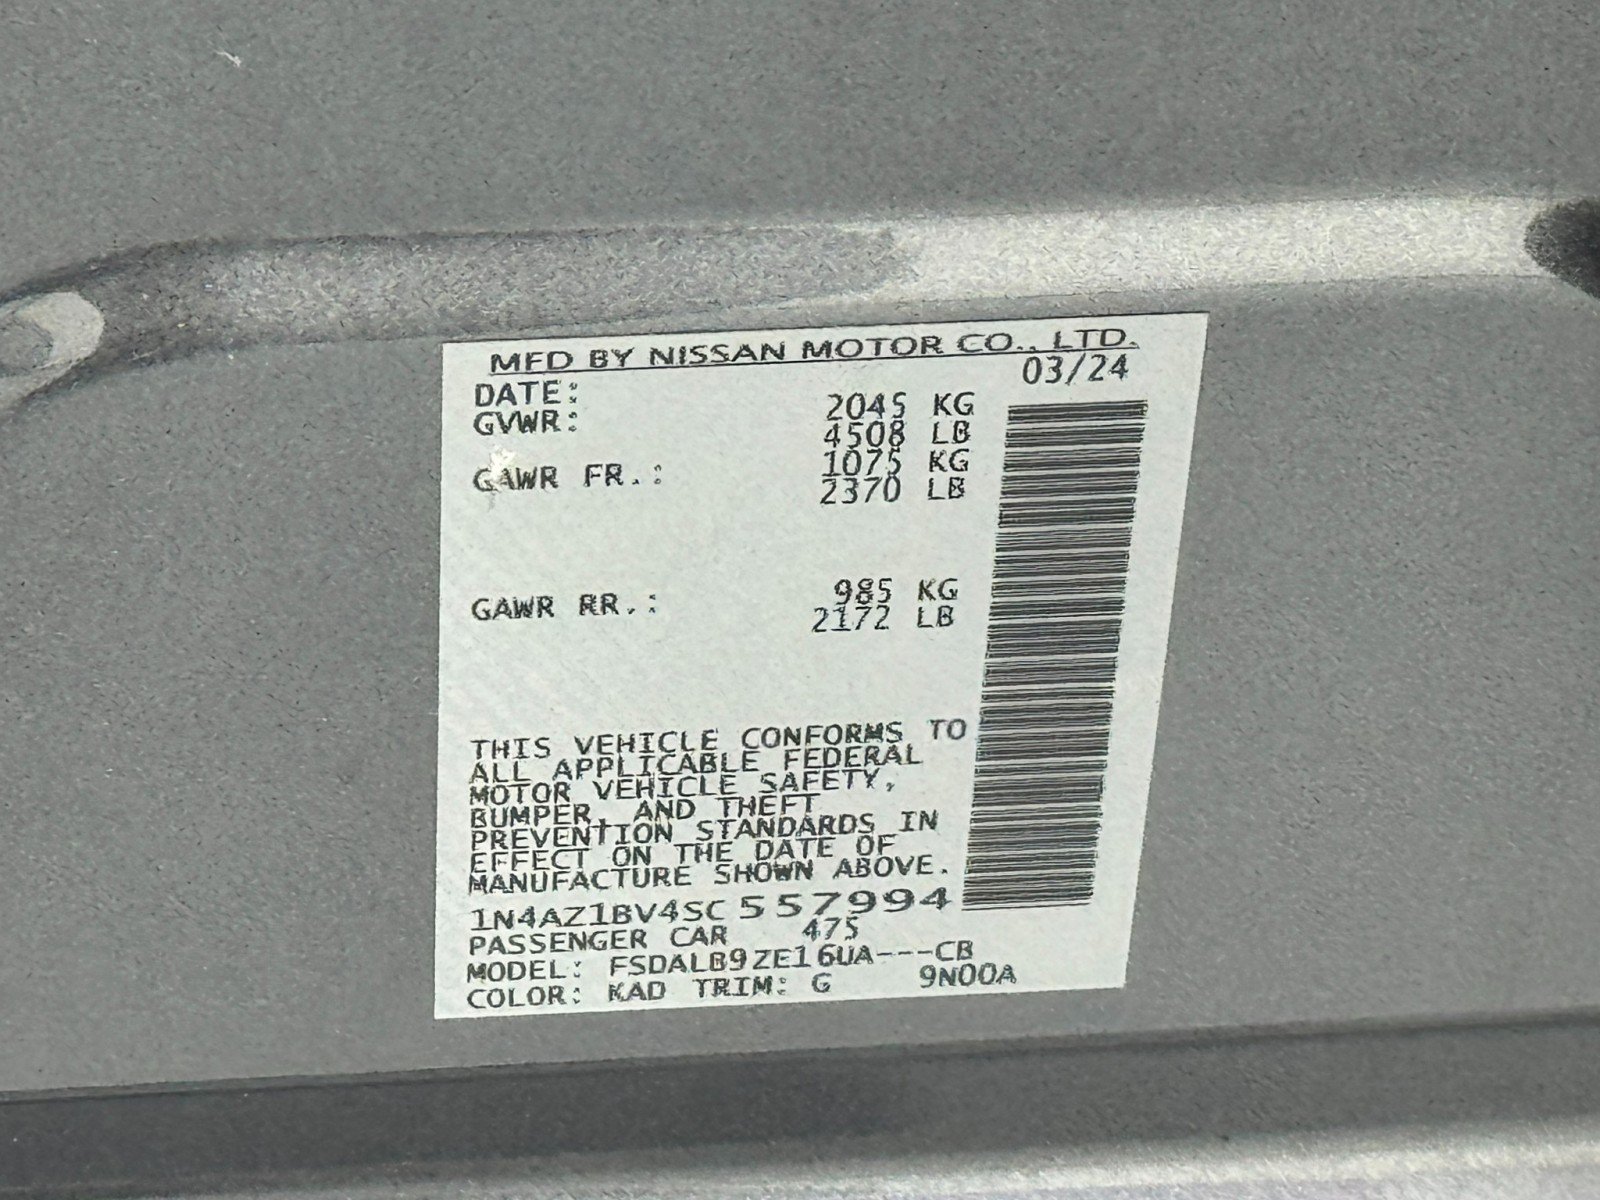 MFD BY NISSAN MOTOR CO., LTD.
DATE: 03/24
GVWR: 2045 KG
4508 LB
GAWR FR.: 1075 KG
2370 LB
GAWR RR.: 985 KG
2172 LB
THIS VEHICLE CONFORMS TO
ALL APPLICABLE FEDERAL
MOTOR VEHICLE SAFETY,
BUMPER, AND THEFT
PREVENTION STANDARDS IN
EFFECT ON THE DATE OF
MANUFACTURE SHOWN ABOVE.
1N4AZ1BV4SC557994
PASSENGER CAR 475
MODEL: FSDALB9ZE16UA---CB
COLOR: KAD TRIM: G 9N00A